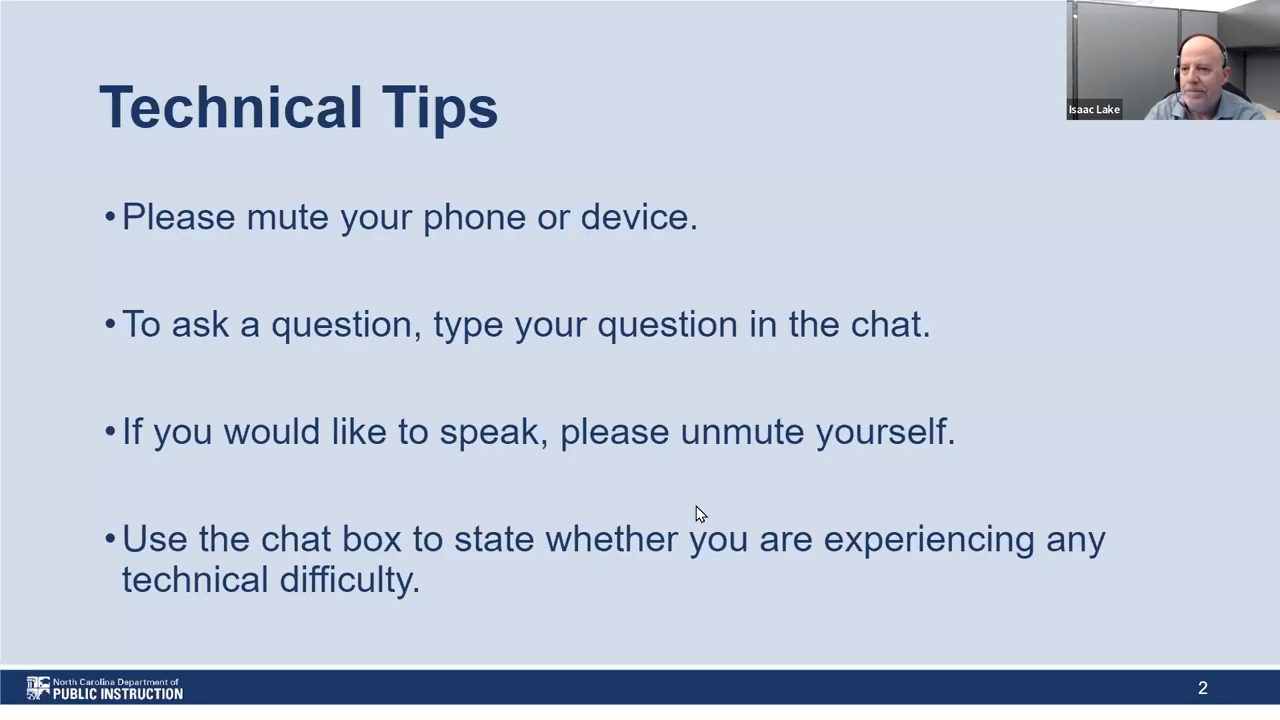 Technical Tips
Isaac Lake
• Please mute your phone or device.
• To ask a question, type your question in the chat.
• If you would like to speak, please unmute yourself.
• Use the chat box to state whether you are experiencing any
technical difficulty.
North Carolina Department of
PUBLIC INSTRUCTION
2